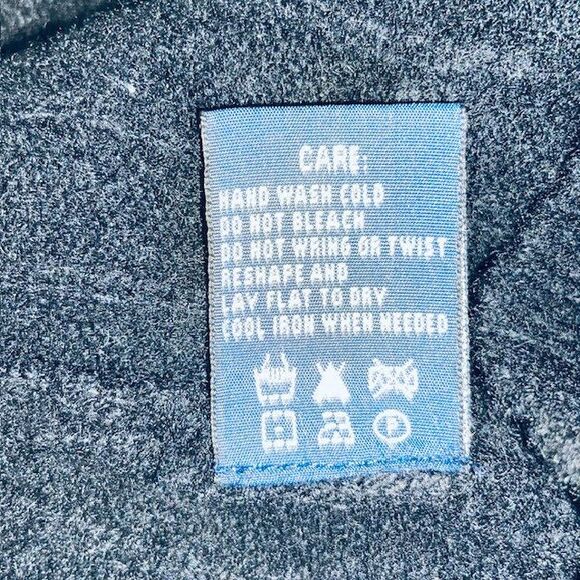 CARE:
HAND WASH COLD
DO NOT BLEACH
DO NOT WRING OR TWIST
RESHAPE AND
LAY FLAT TO DRY
COOL IRON WHEN NEEDED
P